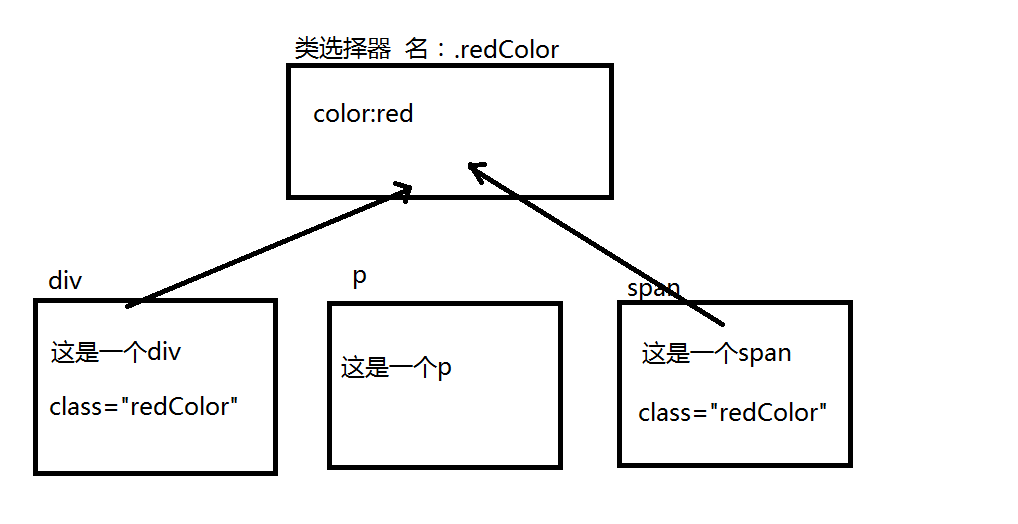 类选择器 名：.redColor
color:red
div
p
span
这是一个div
class="redColor"
这是一个p
这是一个span
class="redColor"